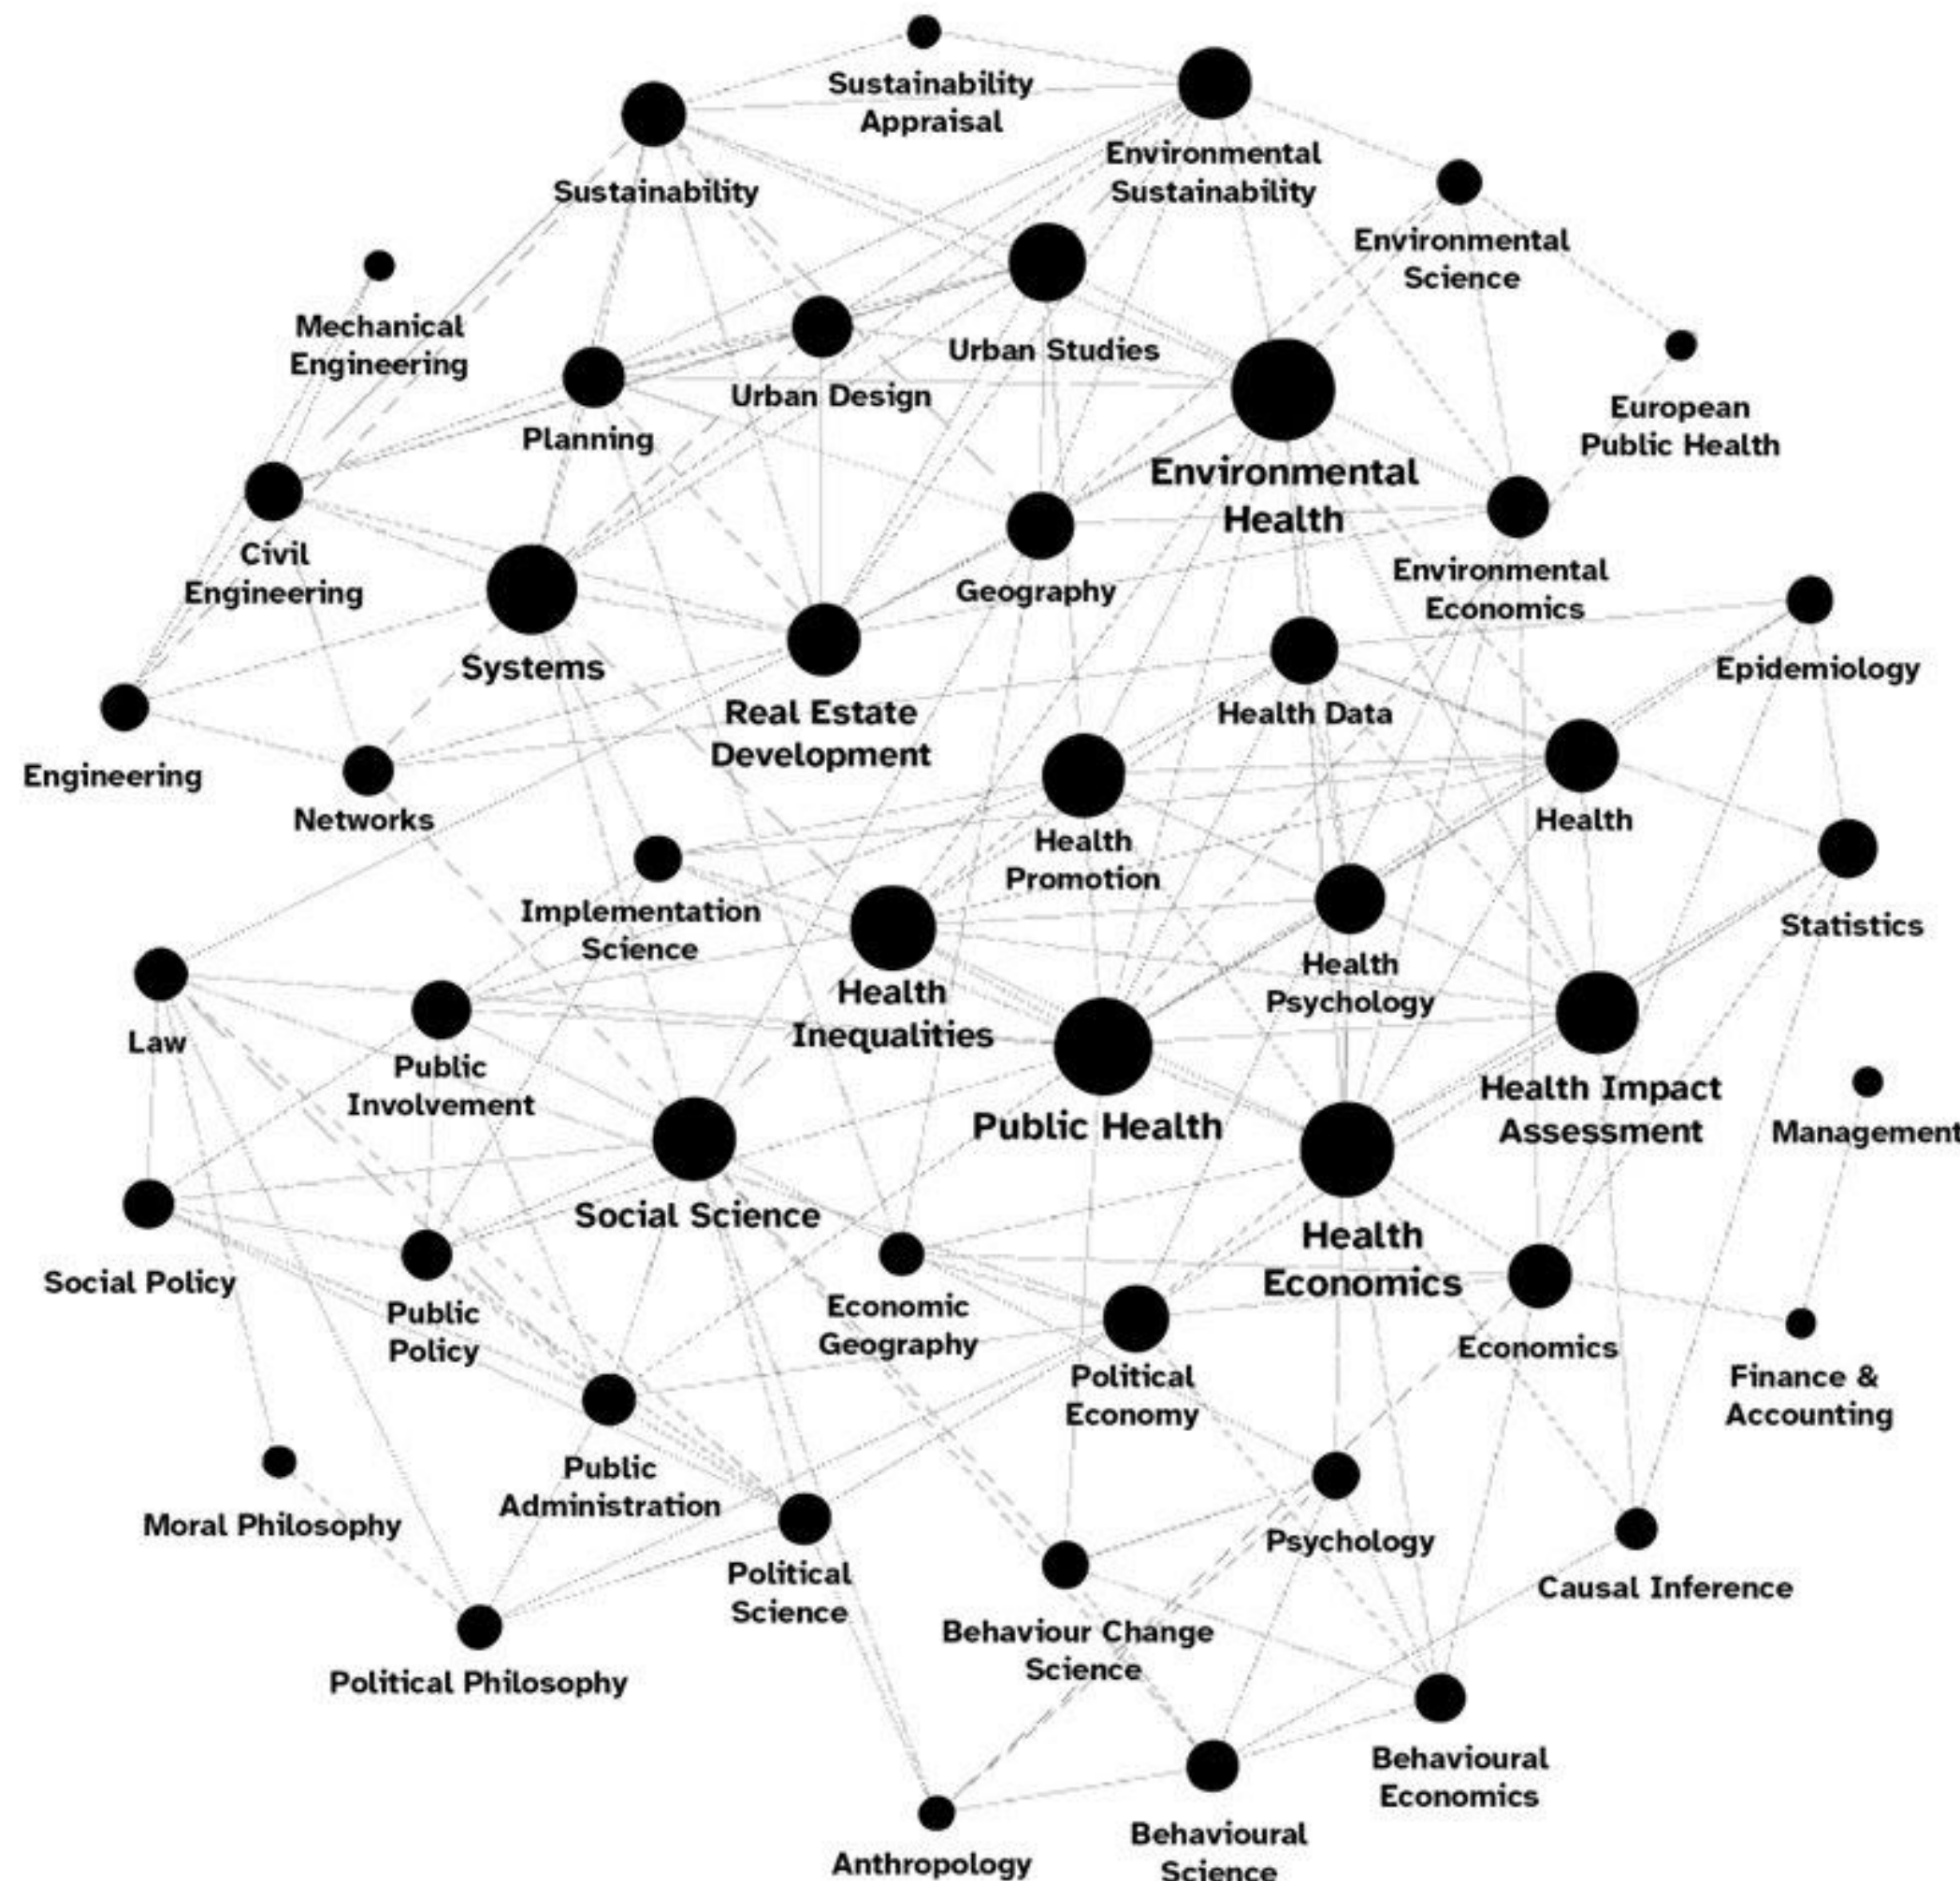 Sustainability
Appraisal
Environmental
Sustainability
Sustainability
Environmental
Science
Mechanical
Engineering
Urban Studies
Urban Design
Planning
European
Public Health
Environmental
Health
Civil
Engineering
Geography
Environmental
Economics
Systems
Epidemiology
Real Estate
Development
Health Data
Engineering
Networks
Health
Promotion
Health
Implementation
Science
Statistics
Health
Psychology
Health
Inequalities
Law
Public
Involvement
Public Health
Health Impact
Assessment
Management
Social Science
Health
Economics
Social Policy
Public
Policy
Economic
Geography
Economics
Political
Economy
Finance &
Accounting
Public
Administration
Moral Philosophy
Psychology
Political
Science
Causal Inference
Behaviour Change
Science
Political Philosophy
Behavioural
Economics
Anthropology
Behavioural
Science